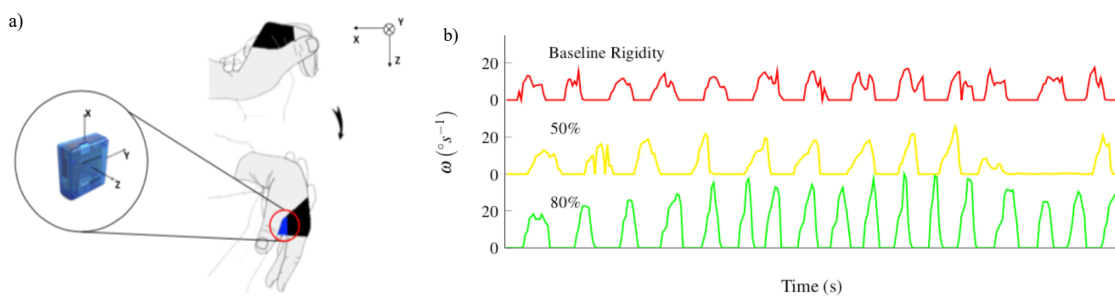 a)
Y
X
Z
X
Y
Z
b)
Baseline Rigidity
20
0
50%
20
0
80%
20
0
ω (°s⁻¹)
Time (s)